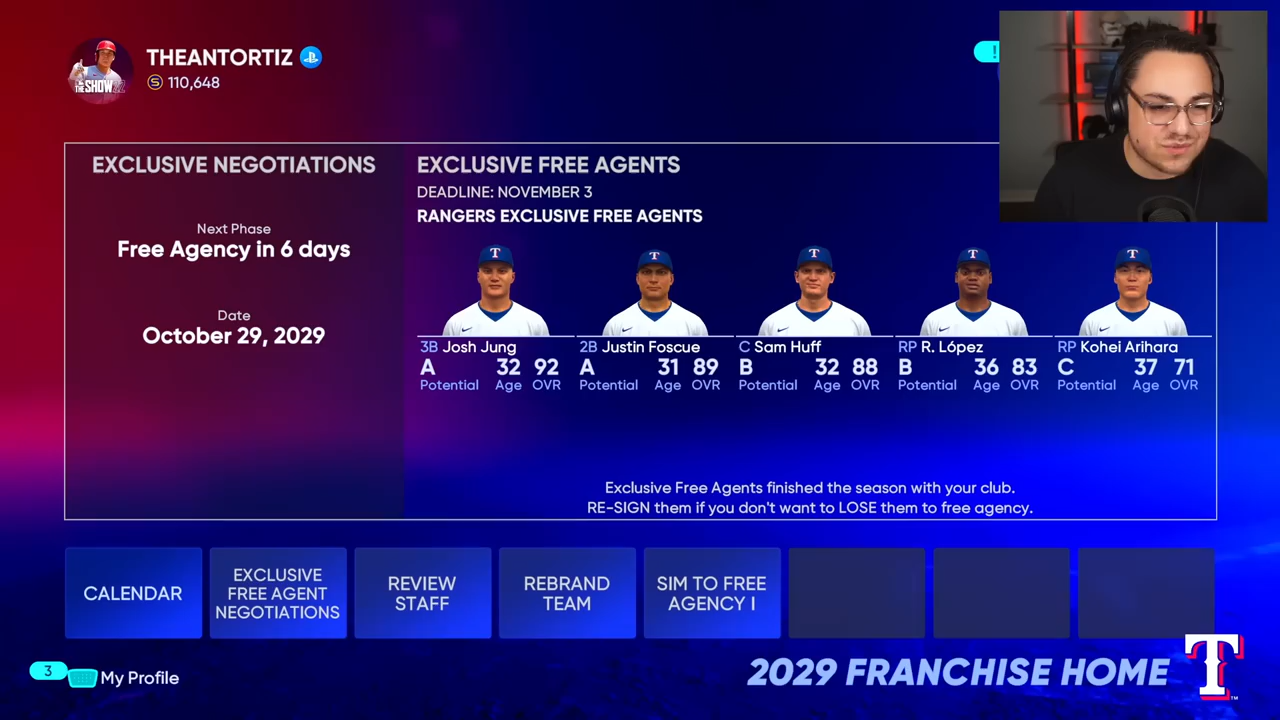 THEANTORTIZ
110,648
THE SHOW 22
!
EXCLUSIVE NEGOTIATIONS
Next Phase
Free Agency in 6 days
Date
October 29, 2029
EXCLUSIVE FREE AGENTS
DEADLINE: NOVEMBER 3
RANGERS EXCLUSIVE FREE AGENTS
T T T T T
3B Josh Jung
A 32 92
Potential Age OVR
2B Justin Foscue
A 31 89
Potential Age OVR
C Sam Huff
B 32 88
Potential Age OVR
RP R. López
B 36 83
Potential Age OVR
RP Kohei Arihara
C 37 71
Potential Age OVR
Exclusive Free Agents finished the season with your club.
RE-SIGN them if you don't want to LOSE them to free agency.
CALENDAR
EXCLUSIVE
FREE AGENT
NEGOTIATIONS
REVIEW
STAFF
REBRAND
TEAM
SIM TO FREE
AGENCY I
3 My Profile
2029 FRANCHISE HOME
T
TM